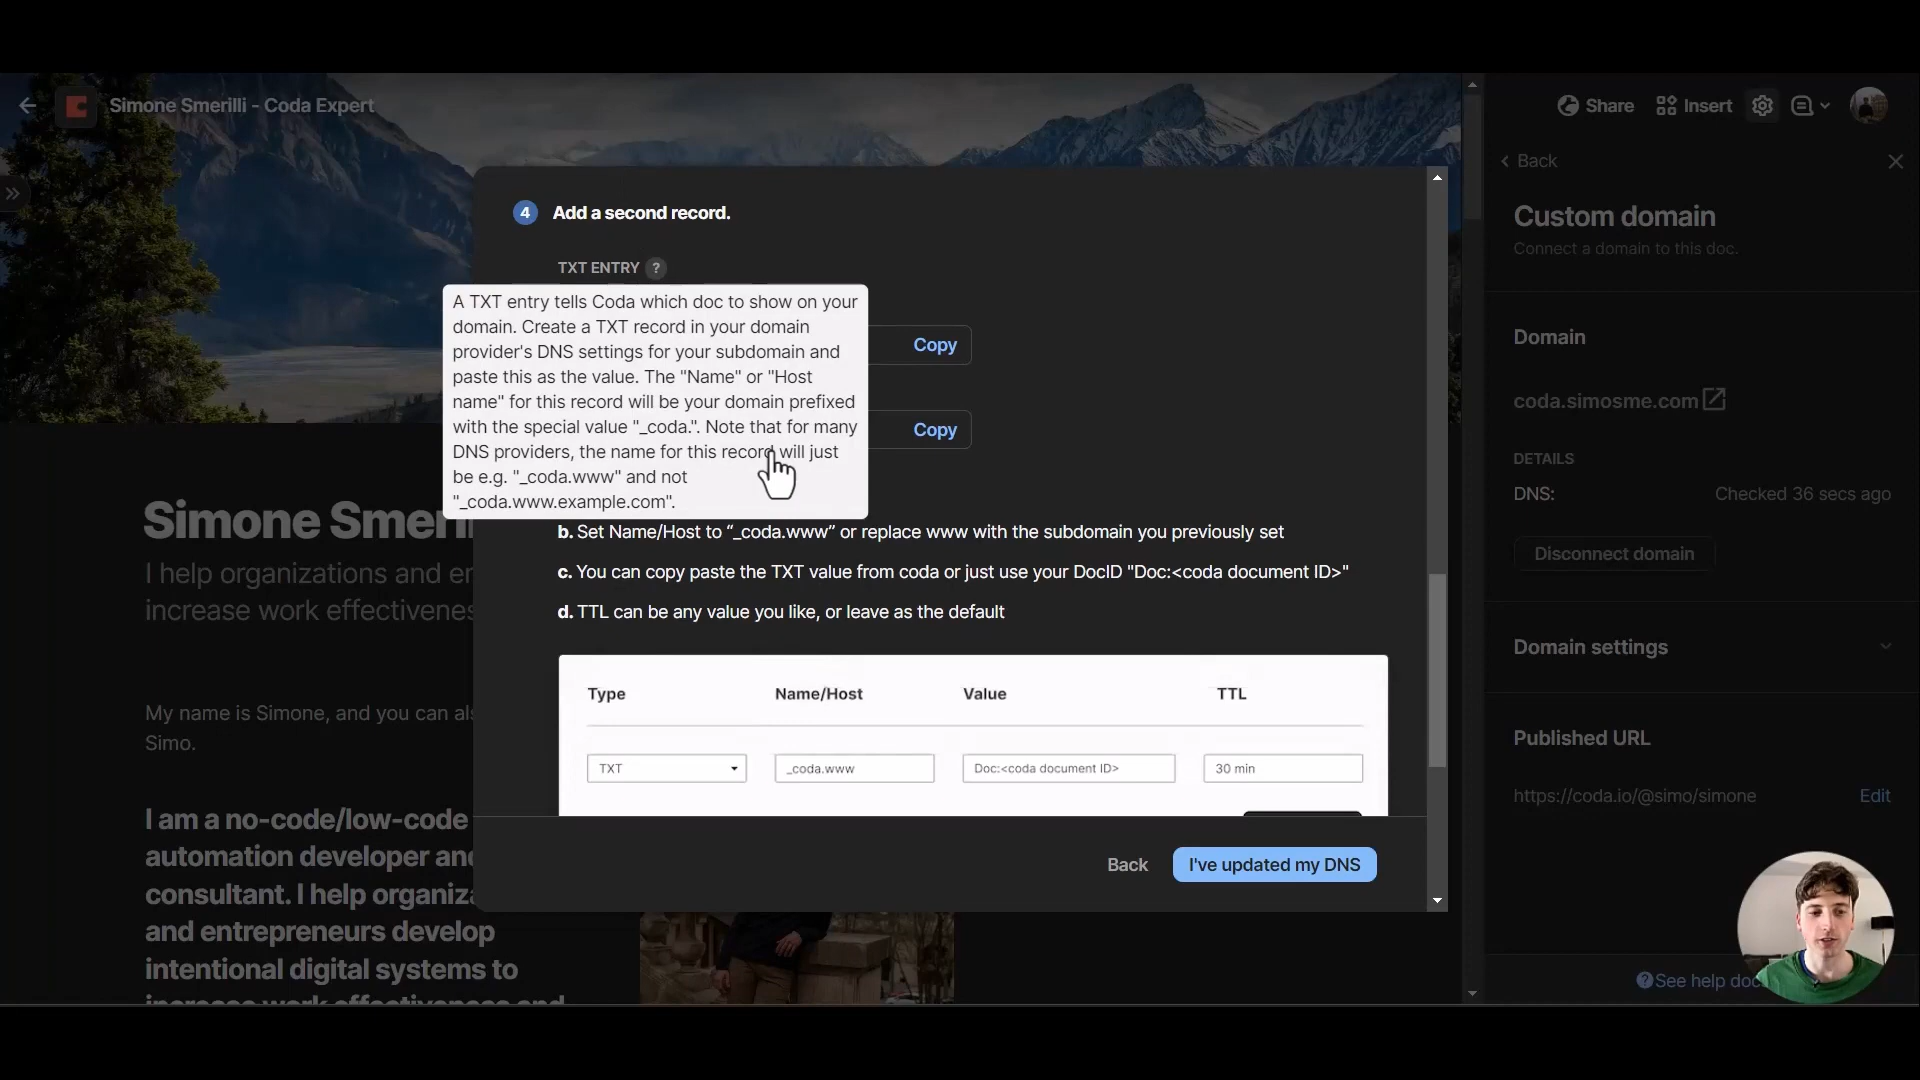 Simone Smerilli - Coda Expert
Share
Insert
Back
Custom domain
Connect a domain to this doc.
Domain
coda.simosme.com
DETAILS
DNS:
Checked 36 secs ago
Disconnect domain
Domain settings
Published URL
https://coda.io/@simo/simone
Edit
See help doc
4
Add a second record.
TXT ENTRY ?
A TXT entry tells Coda which doc to show on your
domain. Create a TXT record in your domain
provider's DNS settings for your subdomain and
paste this as the value. The "Name" or "Host
name" for this record will be your domain prefixed
with the special value "_coda.". Note that for many
DNS providers, the name for this record will just
be e.g. "_coda.www" and not
"_coda.www.example.com".
Copy
Copy
b. Set Name/Host to “_coda.www” or replace www with the subdomain you previously set
c. You can copy paste the TXT value from coda or just use your DocID "Doc:<coda document ID>"
d. TTL can be any value you like, or leave as the default
Type
Name/Host
Value
TTL
TXT
_coda.www
Doc:<coda document ID>
30 min
Back
I've updated my DNS
Simone Smeri
I help organizations and en
increase work effectivenes
My name is Simone, and you can als
Simo.
I am a no-code/low-code
automation developer and
consultant. I help organiza
and entrepreneurs develop
intentional digital systems to
increase work effectiveness and